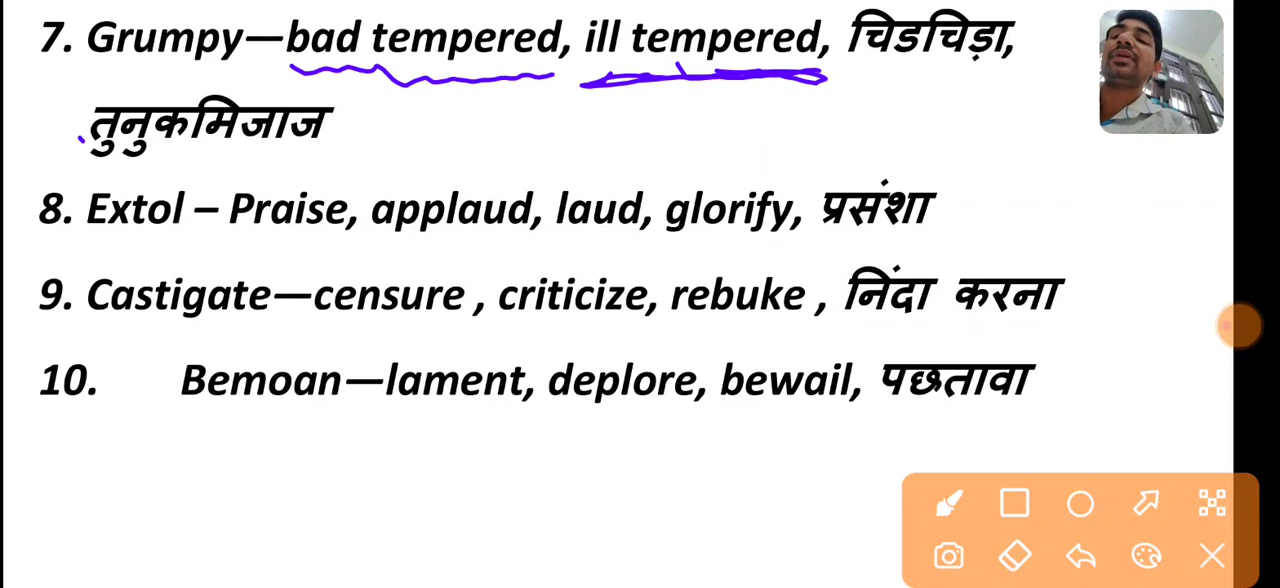 7. Grumpy—bad tempered, ill tempered, चिडचिड़ा,
तुनुकमिजाज
8. Extol – Praise, applaud, laud, glorify, प्रसंशा
9. Castigate—censure , criticize, rebuke , निंदा करना
10. Bemoan—lament, deplore, bewail, पछतावा